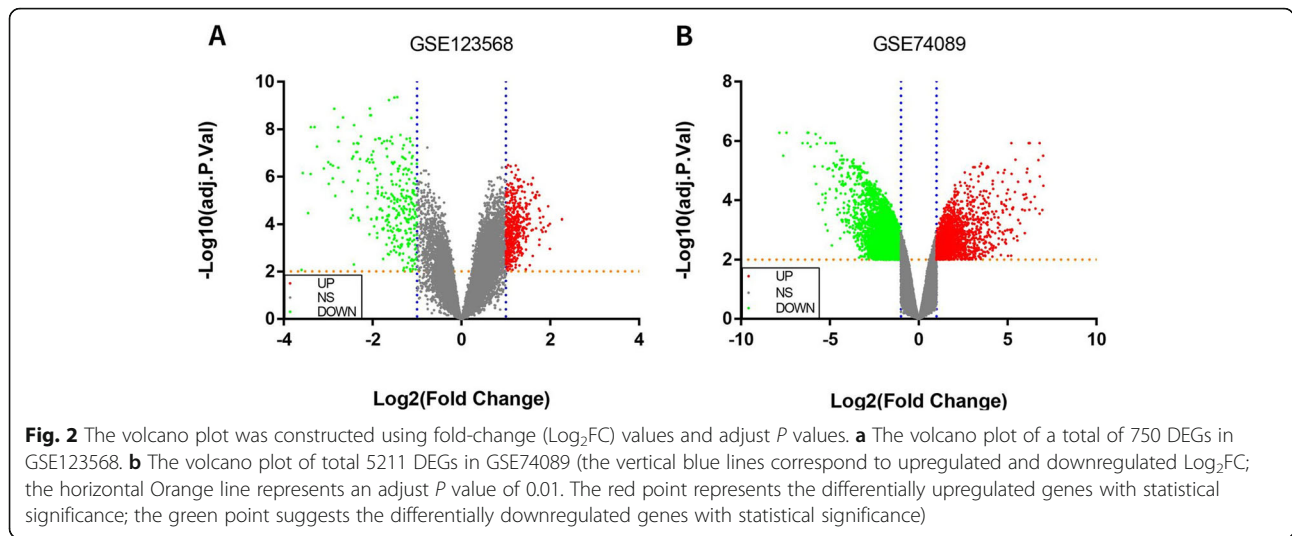 A
GSE123568
-Log10(adj.P.Val)
10
8
6
4
2
0
UP
NS
DOWN
-4 -2 0 2 4
Log2(Fold Change)
B
GSE74089
-Log10(adj.P.Val)
8
6
4
2
0
UP
NS
DOWN
-10 -5 0 5 10
Log2(Fold Change)
Fig. 2 The volcano plot was constructed using fold-change (Log₂FC) values and adjust P values. a The volcano plot of a total of 750 DEGs in
GSE123568. b The volcano plot of total 5211 DEGs in GSE74089 (the vertical blue lines correspond to upregulated and downregulated Log₂FC;
the horizontal Orange line represents an adjust P value of 0.01. The red point represents the differentially upregulated genes with statistical
significance; the green point suggests the differentially downregulated genes with statistical significance)